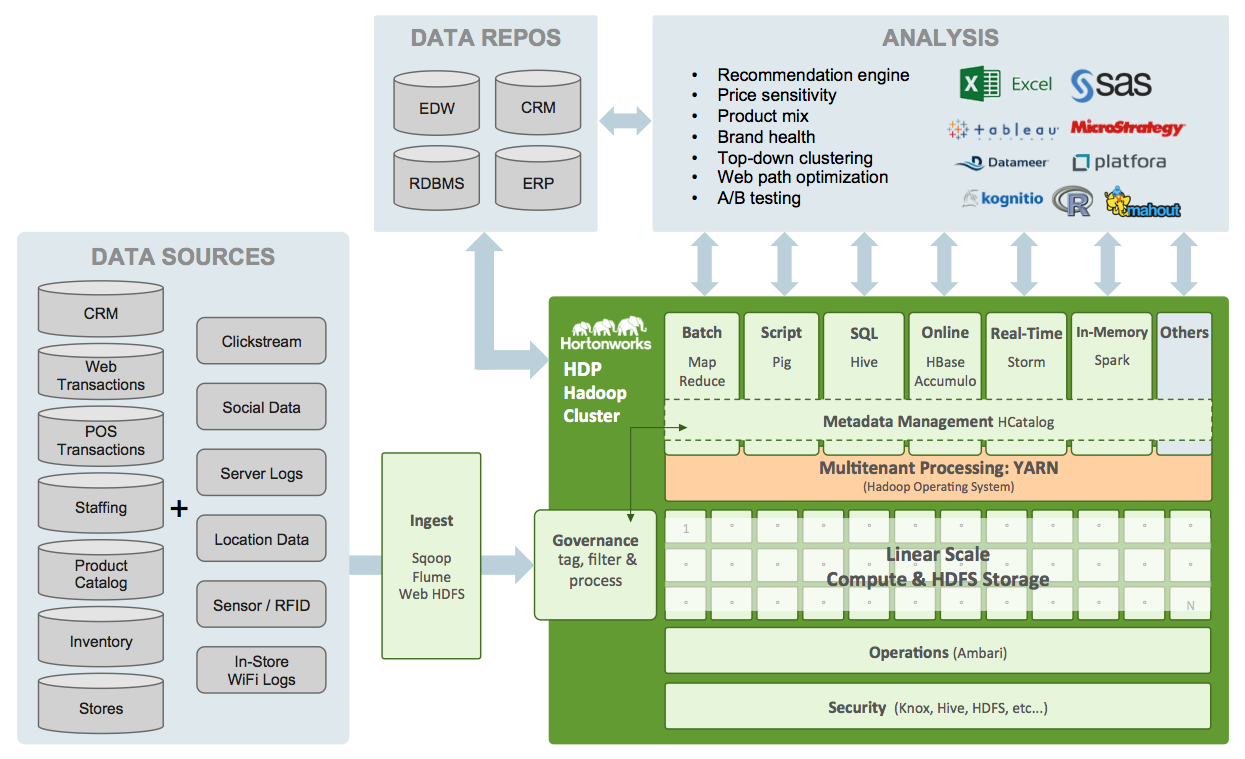 DATA REPOS
EDW
CRM
RDBMS
ERP
ANALYSIS
• Recommendation engine
• Price sensitivity
• Product mix
• Brand health
• Top-down clustering
• Web path optimization
• A/B testing
Excel
sas
+ableau
MicroStrategy
Datameer
platfora
kognitio
R
mahout
DATA SOURCES
CRM
Web
Transactions
POS
Transactions
Staffing
Product
Catalog
Inventory
Stores
+
Clickstream
Social Data
Server Logs
Location Data
Sensor / RFID
In-Store
WiFi Logs
Ingest
Sqoop
Flume
Web HDFS
Governance
tag, filter &
process
Hortonworks
HDP
Hadoop
Cluster
Batch
Map
Reduce
Script
Pig
SQL
Hive
Online
HBase
Accumulo
Real-Time
Storm
In-Memory
Spark
Others
Metadata Management HCatalog
Multitenant Processing: YARN
(Hadoop Operating System)
1
Linear Scale
Compute & HDFS Storage
N
Operations (Ambari)
Security (Knox, Hive, HDFS, etc...)